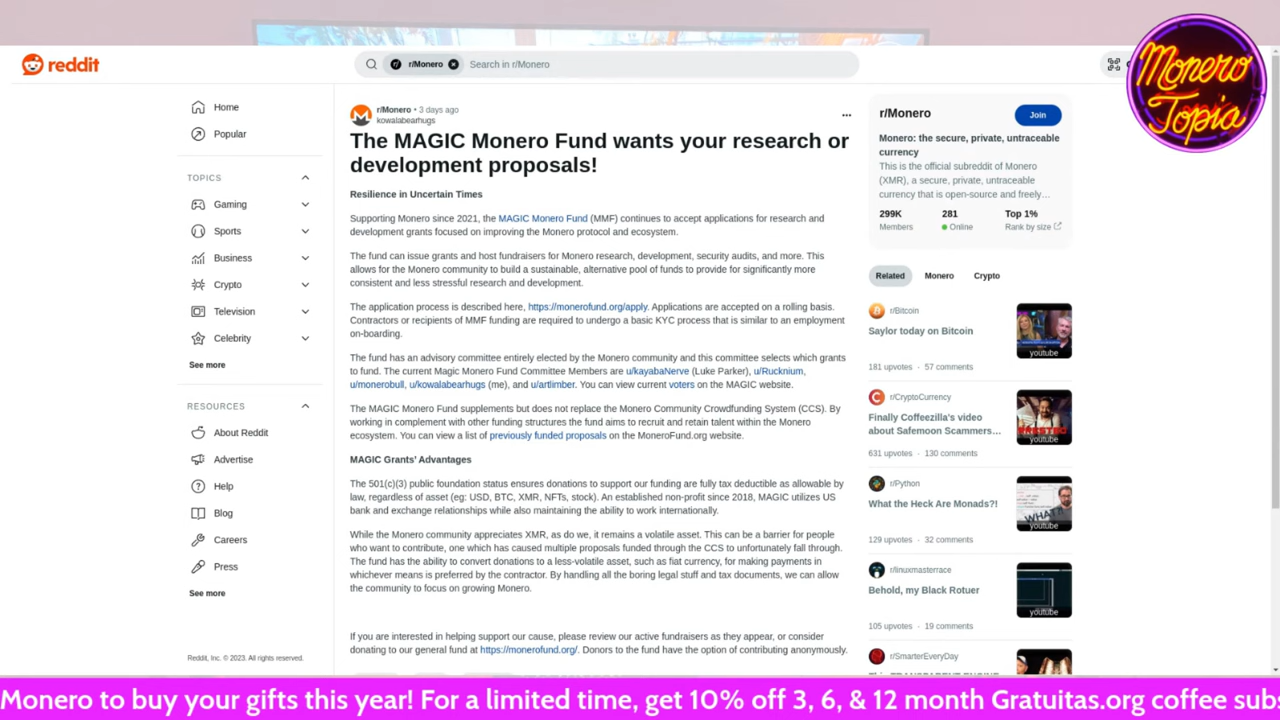 reddit
r/Monero
Search in r/Monero
Monero
Topia
Home
Popular
TOPICS
Gaming
Sports
Business
Crypto
Television
Celebrity
See more
RESOURCES
About Reddit
Advertise
Help
Blog
Careers
Press
See more
Reddit, Inc. © 2023. All rights reserved.
r/Monero • 3 days ago
kowalabearhugs
The MAGIC Monero Fund wants your research or
development proposals!
Resilience in Uncertain Times
Supporting Monero since 2021, the MAGIC Monero Fund (MMF) continues to accept applications for research and
development grants focused on improving the Monero protocol and ecosystem.
The fund can issue grants and host fundraisers for Monero research, development, security audits, and more. This
allows for the Monero community to build a sustainable, alternative pool of funds to provide for significantly more
consistent and less stressful research and development.
The application process is described here, https://monerofund.org/apply. Applications are accepted on a rolling basis.
Contractors or recipients of MMF funding are required to undergo a basic KYC process that is similar to an employment
on-boarding.
The fund has an advisory committee entirely elected by the Monero community and this committee selects which grants
to fund. The current Magic Monero Fund Committee Members are u/kayabaNerve (Luke Parker), u/Rucknium,
u/monerobull, u/kowalabearhugs (me), and u/artlimber. You can view current voters on the MAGIC website.
The MAGIC Monero Fund supplements but does not replace the Monero Community Crowdfunding System (CCS). By
working in complement with other funding structures the fund aims to recruit and retain talent within the Monero
ecosystem. You can view a list of previously funded proposals on the MoneroFund.org website.
MAGIC Grants' Advantages
The 501(c)(3) public foundation status ensures donations to support our funding are fully tax deductible as allowable by
law, regardless of asset (eg: USD, BTC, XMR, NFTs, stock). An established non-profit since 2018, MAGIC utilizes US
bank and exchange relationships while also maintaining the ability to work internationally.
While the Monero community appreciates XMR, as do we, it remains a volatile asset. This can be a barrier for people
who want to contribute, one which has caused multiple proposals funded through the CCS to unfortunately fall through.
The fund has the ability to convert donations to a less-volatile asset, such as fiat currency, for making payments in
whichever means is preferred by the contractor. By handling all the boring legal stuff and tax documents, we can allow
the community to focus on growing Monero.
If you are interested in helping support our cause, please review our active fundraisers as they appear, or consider
donating to our general fund at https://monerofund.org/. Donors to the fund have the option of contributing anonymously.
r/Monero
Join
Monero: the secure, private, untraceable
currency
This is the official subreddit of Monero
(XMR), a secure, private, untraceable
currency that is open-source and freely…
299K 281 Top 1%
Members Online Rank by size
Related Monero Crypto
r/Bitcoin
Saylor today on Bitcoin
youtube
181 upvotes · 57 comments
r/CryptoCurrency
Finally Coffeezilla's video
about Safemoon Scammers…
youtube
631 upvotes · 130 comments
r/Python
What the Heck Are Monads?!
WHAT!
youtube
129 upvotes · 32 comments
r/linuxmasterrace
Behold, my Black Rotuer
youtube
105 upvotes · 19 comments
r/SmarterEveryDay
Monero to buy your gifts this year! For a limited time, get 10% off 3, 6, & 12 month Gratuitas.org coffee subs